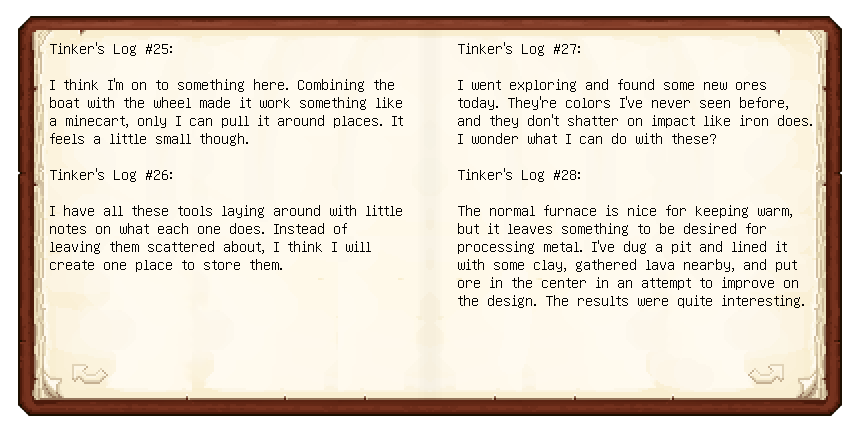 Tinker's Log #25:
I think I'm on to something here. Combining the
boat with the wheel made it work something like
a minecart, only I can pull it around places. It
feels a little small though.
Tinker's Log #26:
I have all these tools laying around with little
notes on what each one does. Instead of
leaving them scattered about, I think I will
create one place to store them.
Tinker's Log #27:
I went exploring and found some new ores
today. They're colors I've never seen before,
and they don't shatter on impact like iron does.
I wonder what I can do with these?
Tinker's Log #28:
The normal furnace is nice for keeping warm,
but it leaves something to be desired for
processing metal. I've dug a pit and lined it
with some clay, gathered lava nearby, and put
ore in the center in an attempt to improve on
the design. The results were quite interesting.